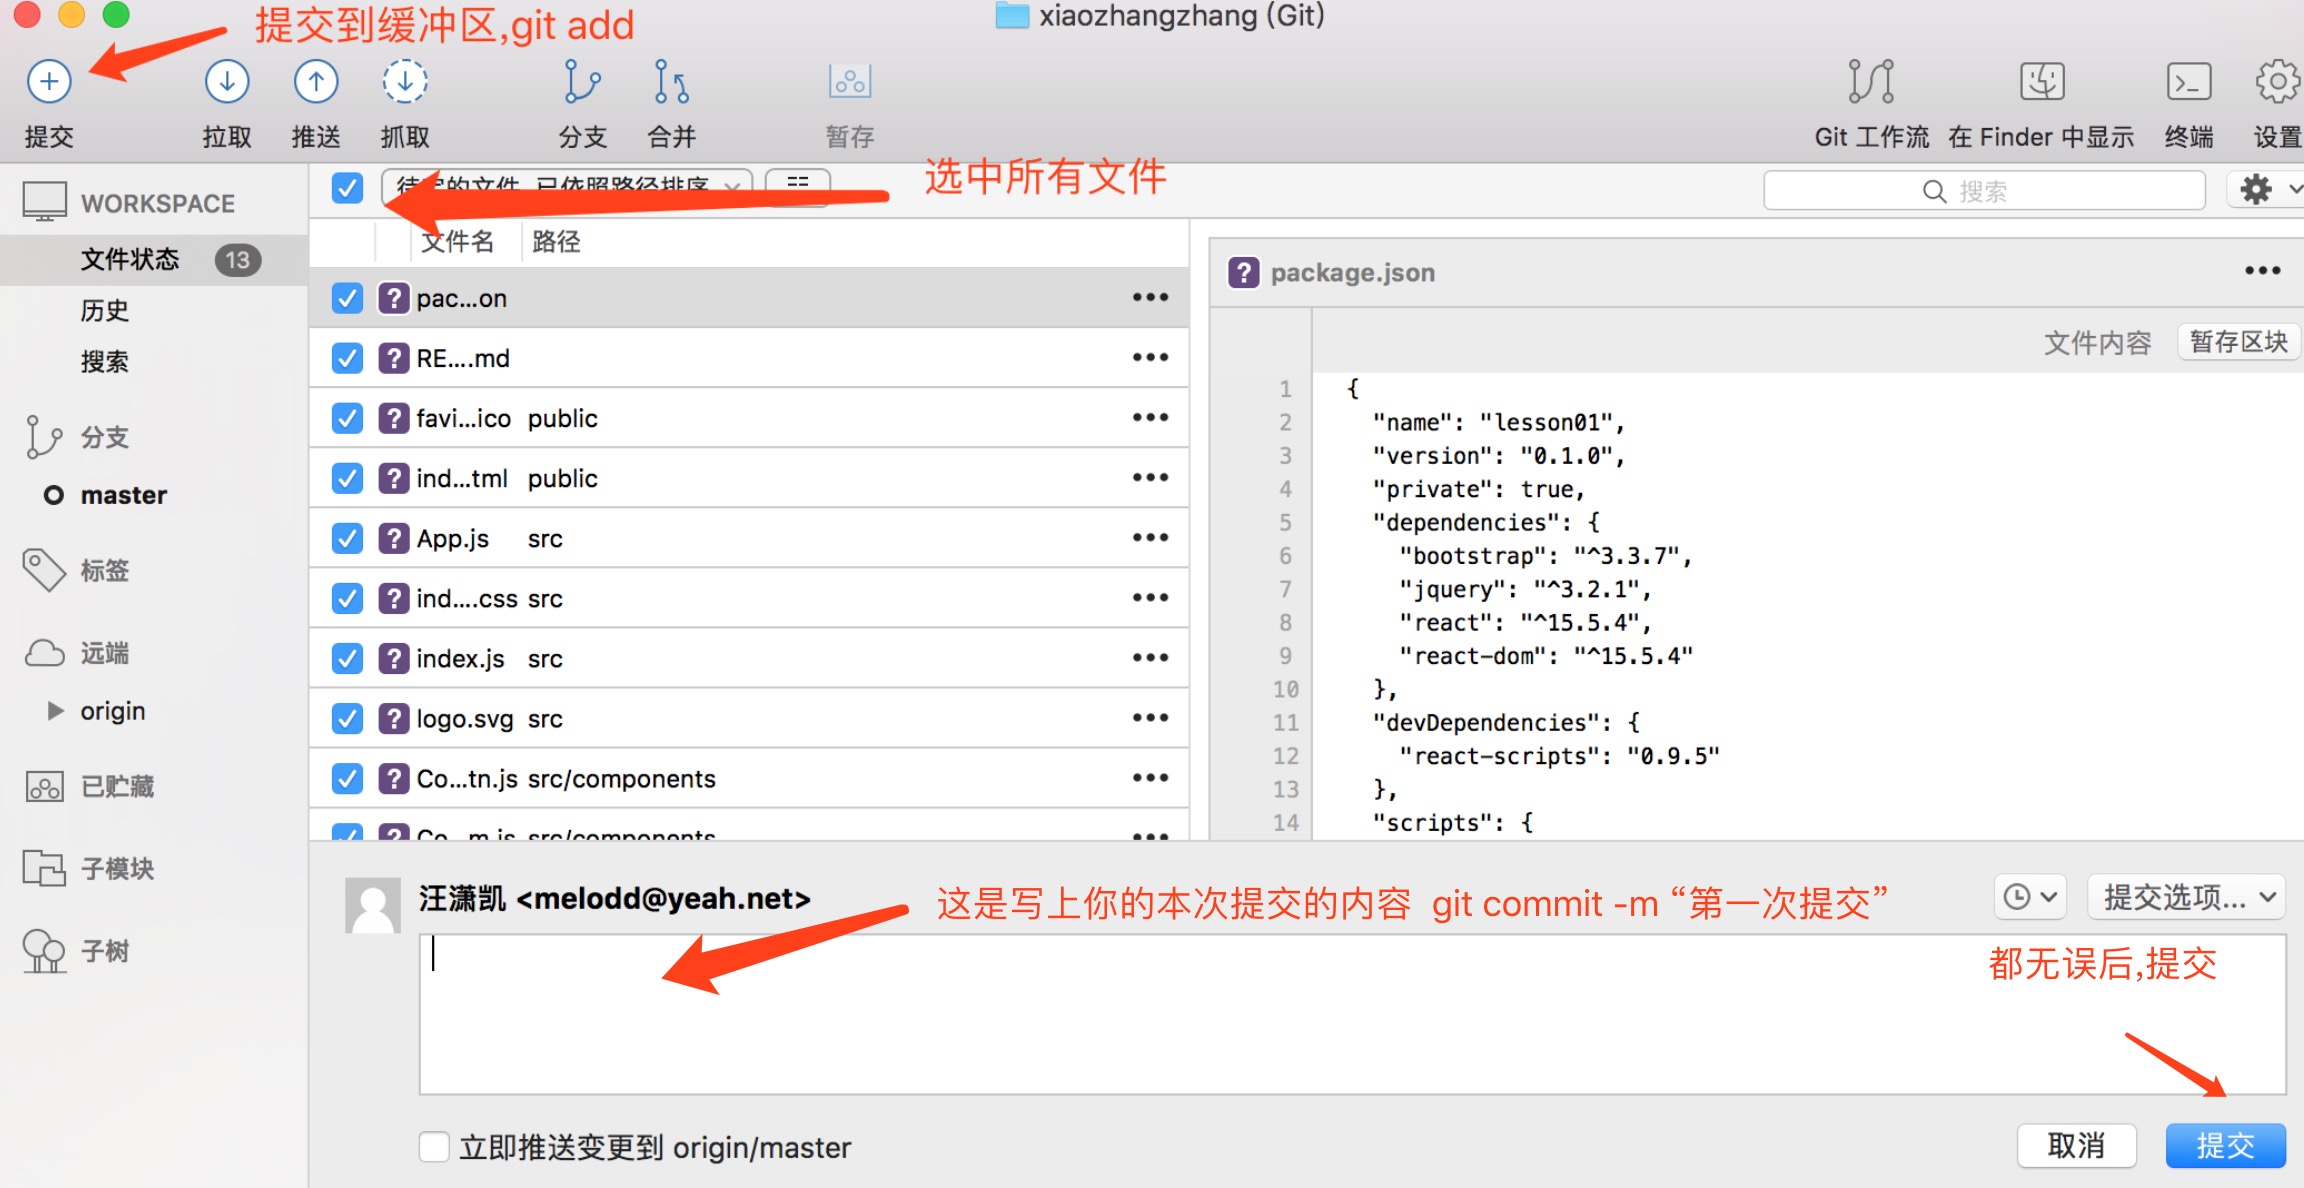 提交到缓冲区,git add
xiaozhangzhang (Git)
提交
拉取
推送
抓取
分支
合并
暂存
Git 工作流
在 Finder 中显示
终端
设置
选中所有文件
的文件 已依照路径排序
搜索
WORKSPACE
文件状态 13
历史
搜索
分支
master
标签
远端
origin
已贮藏
子模块
子树
文件名 路径
pac...on
RE....md
favi...ico public
ind...tml public
App.js src
ind....css src
index.js src
logo.svg src
Co...tn.js src/components
Co...m.js src/components
package.json
文件内容 暂存区块
1 {
2 "name": "lesson01",
3 "version": "0.1.0",
4 "private": true,
5 "dependencies": {
6 "bootstrap": "^3.3.7",
7 "jquery": "^3.2.1",
8 "react": "^15.5.4",
9 "react-dom": "^15.5.4"
10 },
11 "devDependencies": {
12 "react-scripts": "0.9.5"
13 },
14 "scripts": {
汪潇凯 <melodd@yeah.net>
这是写上你的本次提交的内容 git commit -m “第一次提交”
提交选项...
都无误后,提交
立即推送变更到 origin/master
取消
提交